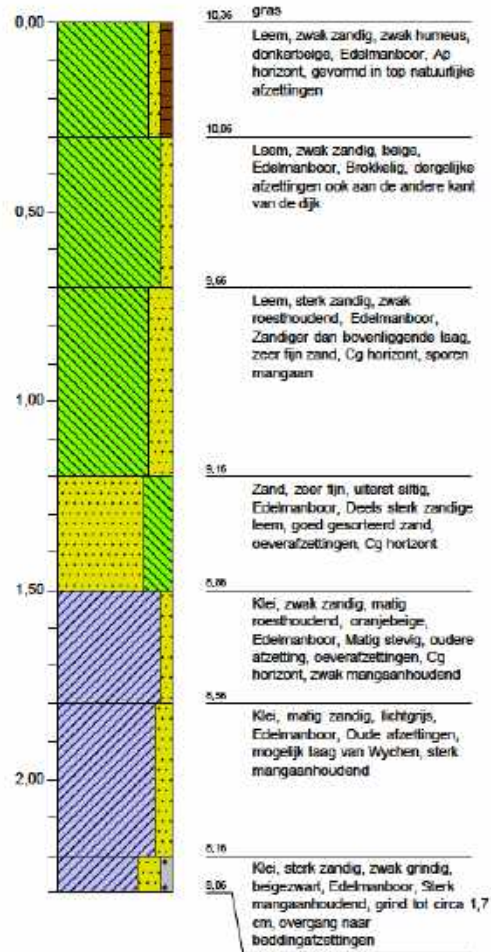 0,00
10,36
gras
Leem, zwak zandig, zwak humeus,
donkerbeige, Edelmanboor, Ap
horizont, gevormd in top natuurlijke
afzettingen
10,06
Leem, zwak zandig, beige,
Edelmanboor, Brokkelig, dergelijke
afzettingen ook aan de andere kant
van de dijk
0,50
9,66
Leem, sterk zandig, zwak
roesthoudend, Edelmanboor,
Zandiger dan bovenliggende laag,
zeer fijn zand, Cg horizont, sporen
mangaan
1,00
9,16
Zand, zeer fijn, uiterst siltig,
Edelmanboor, Deels sterk zandige
leem, goed gesorteerd zand,
oeverafzettingen, Cg horizont
1,50
8,86
Klei, zwak zandig, matig
roesthoudend, oranjebeige,
Edelmanboor, Matig stevig, oudere
afzetting, oeverafzettingen, Cg
horizont, zwak mangaanhoudend
8,56
Klei, matig zandig, lichtgrijs,
Edelmanboor, Oude afzettingen,
mogelijk laag van Wychen, sterk
mangaanhoudend
2,00
8,16
Klei, sterk zandig, zwak grindig,
beigezwart, Edelmanboor, Sterk
mangaanhoudend, grind tot circa 1,7
cm, overgang naar
beddingafzettingen
8,06